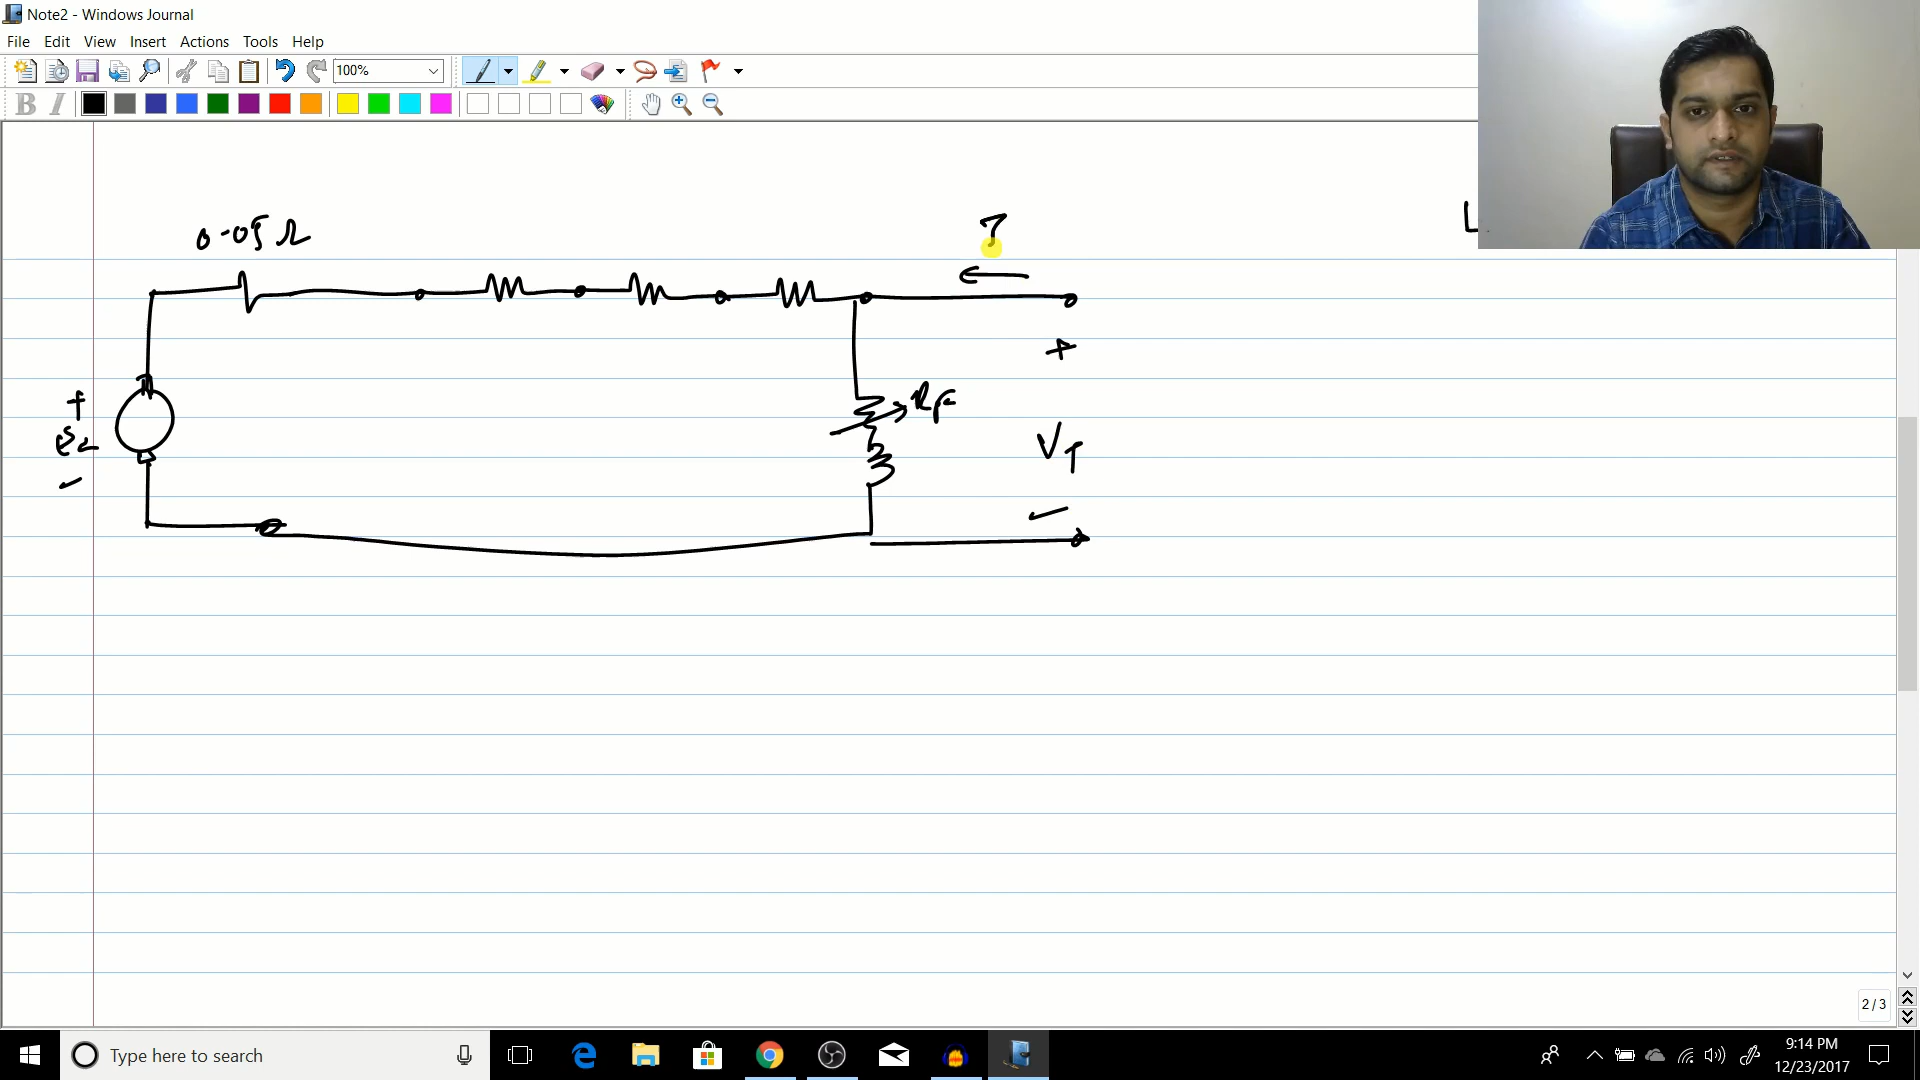 Note2 - Windows Journal
File Edit View Insert Actions Tools Help
100%
B I
0.05 Ω
+
-
RF
+
VT
-
2 / 3
Type here to search
9:14 PM
12/23/2017